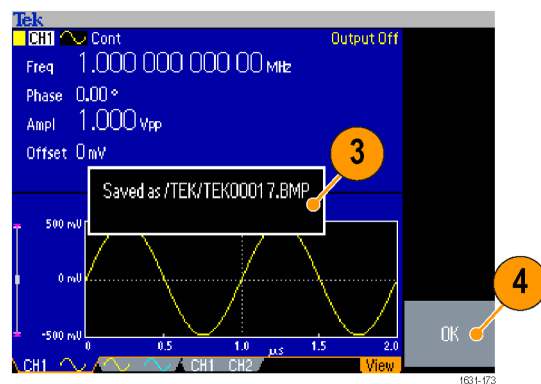 Tek
CH1 Cont Output Off
Freq 1.000 000 000 00 MHz
Phase 0.00 °
Ampl 1.000 Vpp
Offset 0 mV
3
Saved as /TEK/TEK00017.BMP
500 mV
0 mV
-500 mV
0 0.5 1.0 µs 1.5 2.0
4
OK
CH1 CH1 CH2 View
1631-173